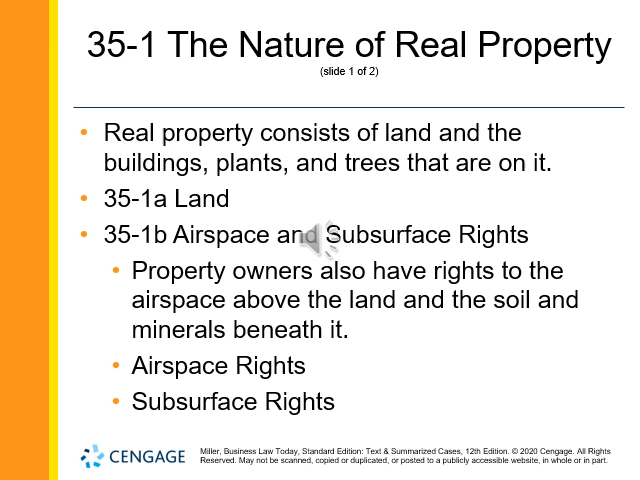 35-1 The Nature of Real Property
(slide 1 of 2)
• Real property consists of land and the
buildings, plants, and trees that are on it.
• 35-1a Land
• 35-1b Airspace and Subsurface Rights
• Property owners also have rights to the
airspace above the land and the soil and
minerals beneath it.
• Airspace Rights
• Subsurface Rights
CENGAGE
Miller, Business Law Today, Standard Edition: Text & Summarized Cases, 12th Edition. © 2020 Cengage. All Rights
Reserved. May not be scanned, copied or duplicated, or posted to a publicly accessible website, in whole or in part.